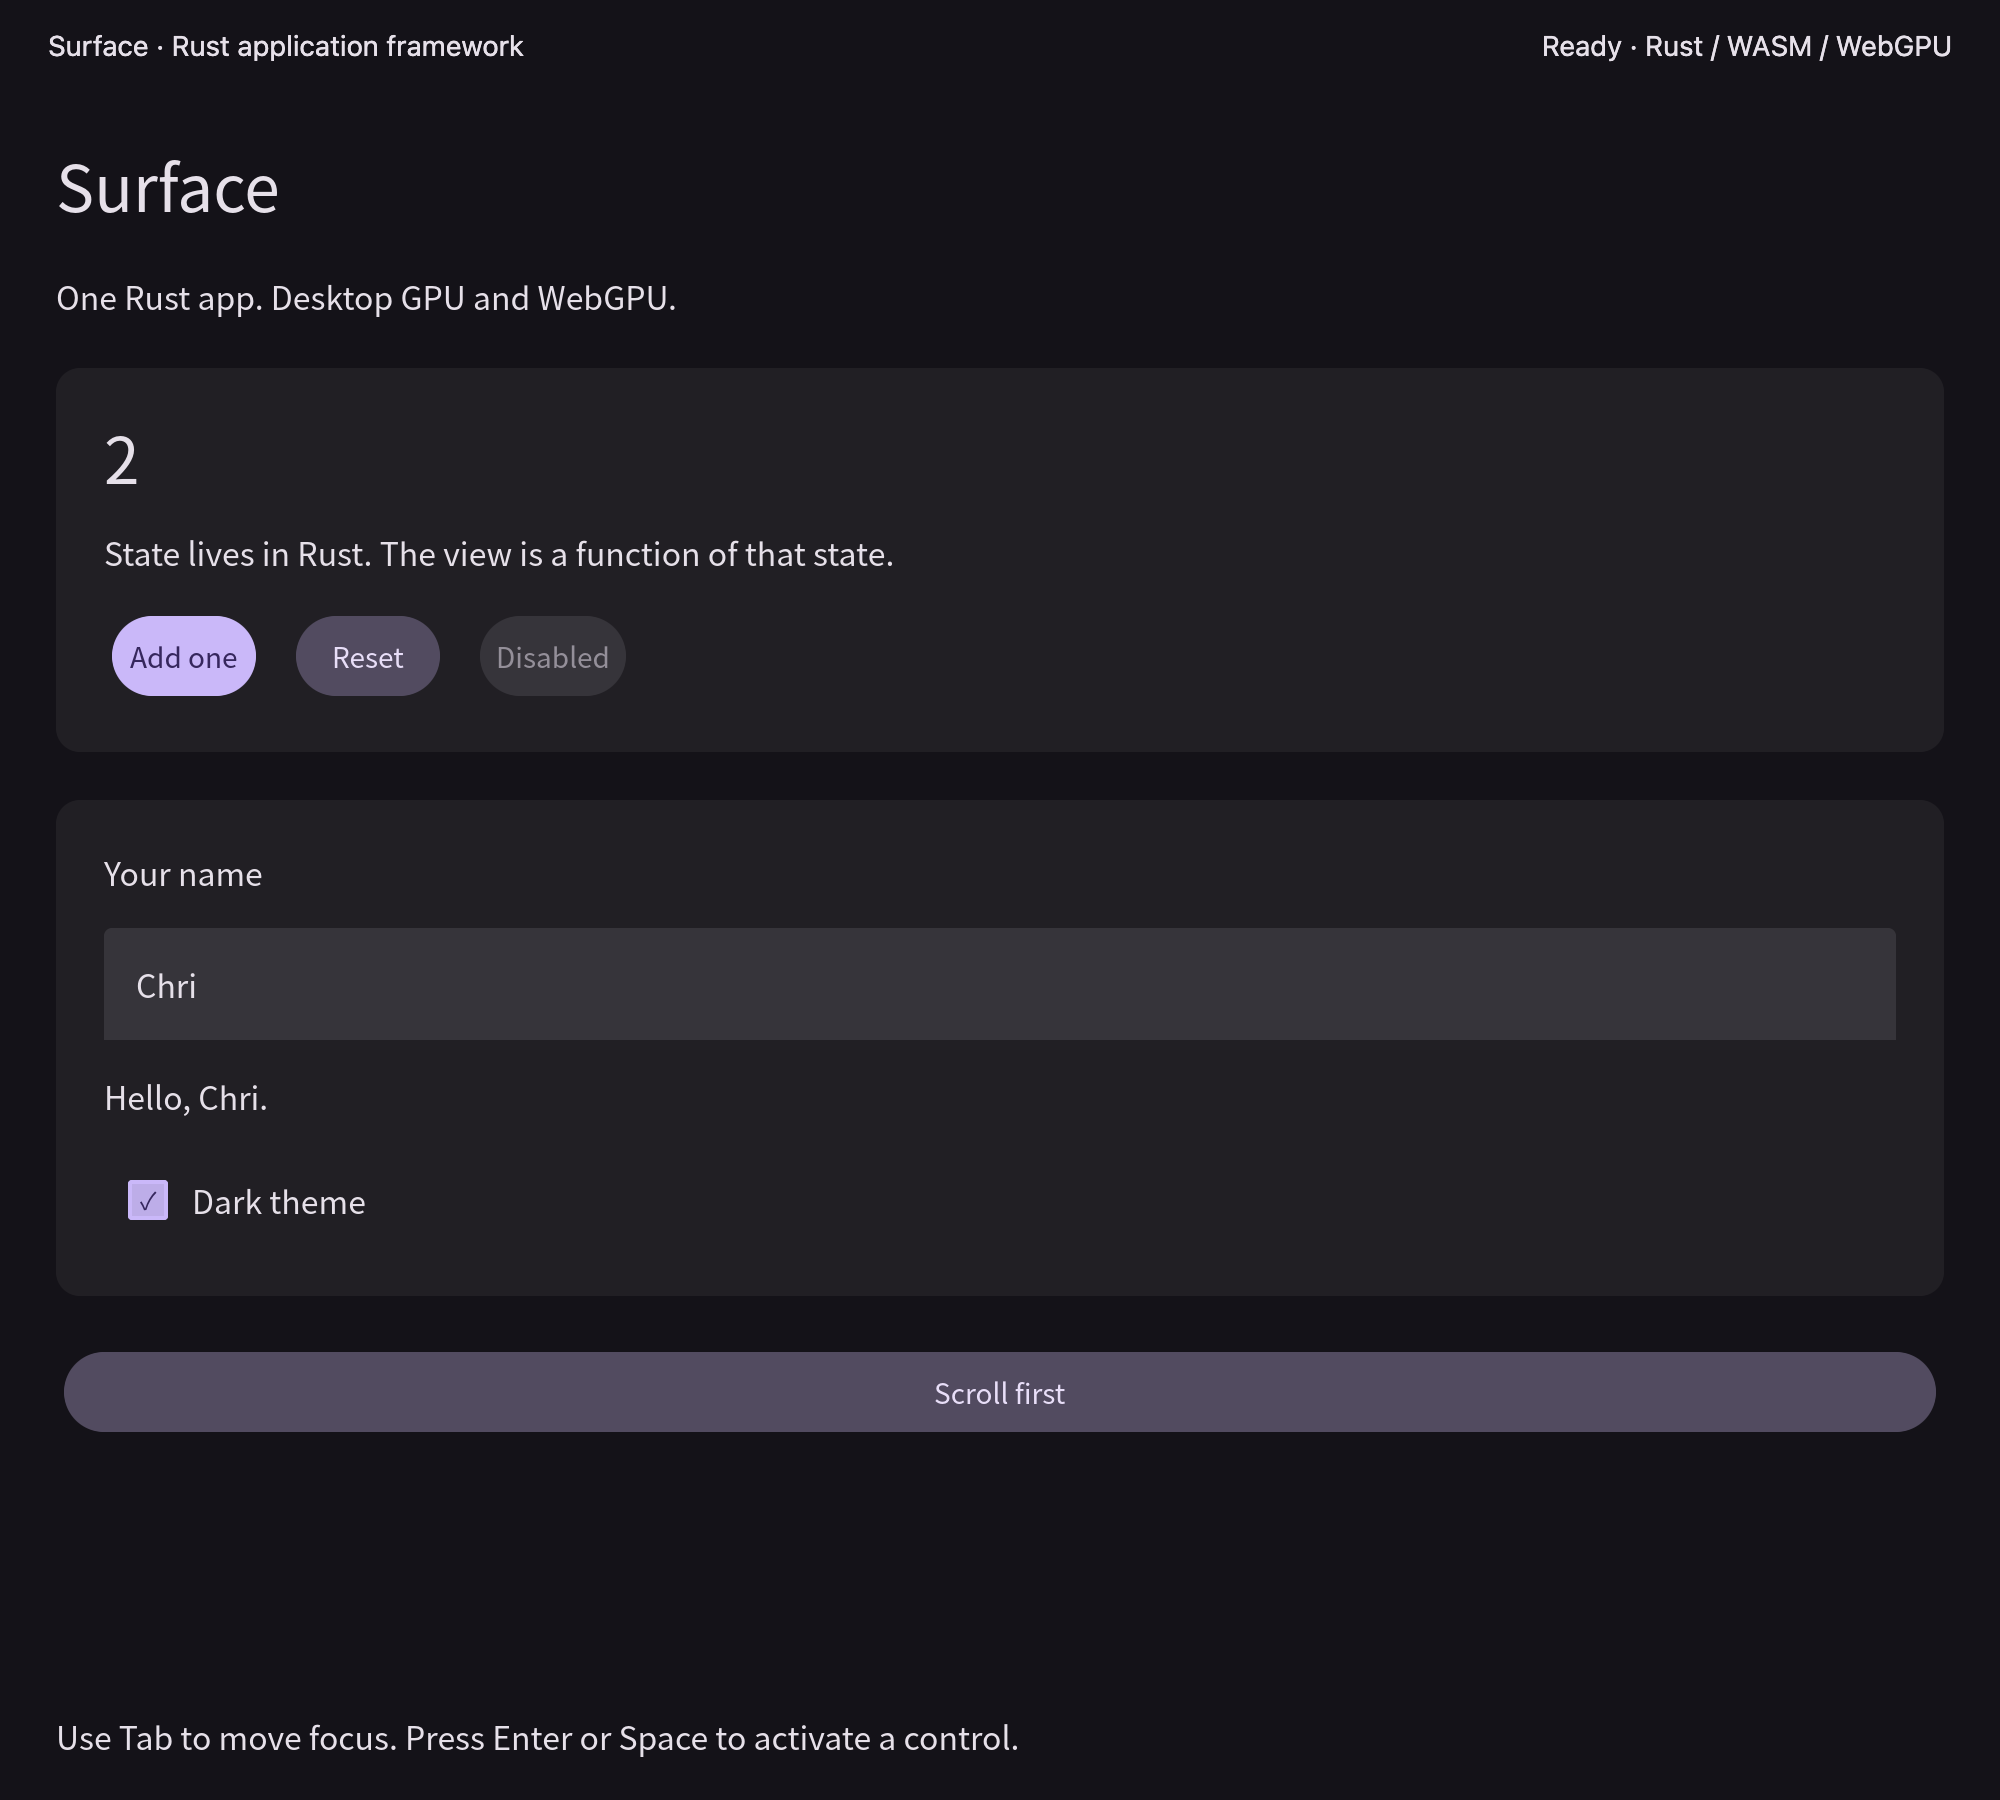 Surface · Rust application framework
Ready · Rust / WASM / WebGPU
Surface
One Rust app. Desktop GPU and WebGPU.
2
State lives in Rust. The view is a function of that state.
Add one
Reset
Disabled
Your name
Chri
Hello, Chri.
✓ Dark theme
Scroll first
Use Tab to move focus. Press Enter or Space to activate a control.